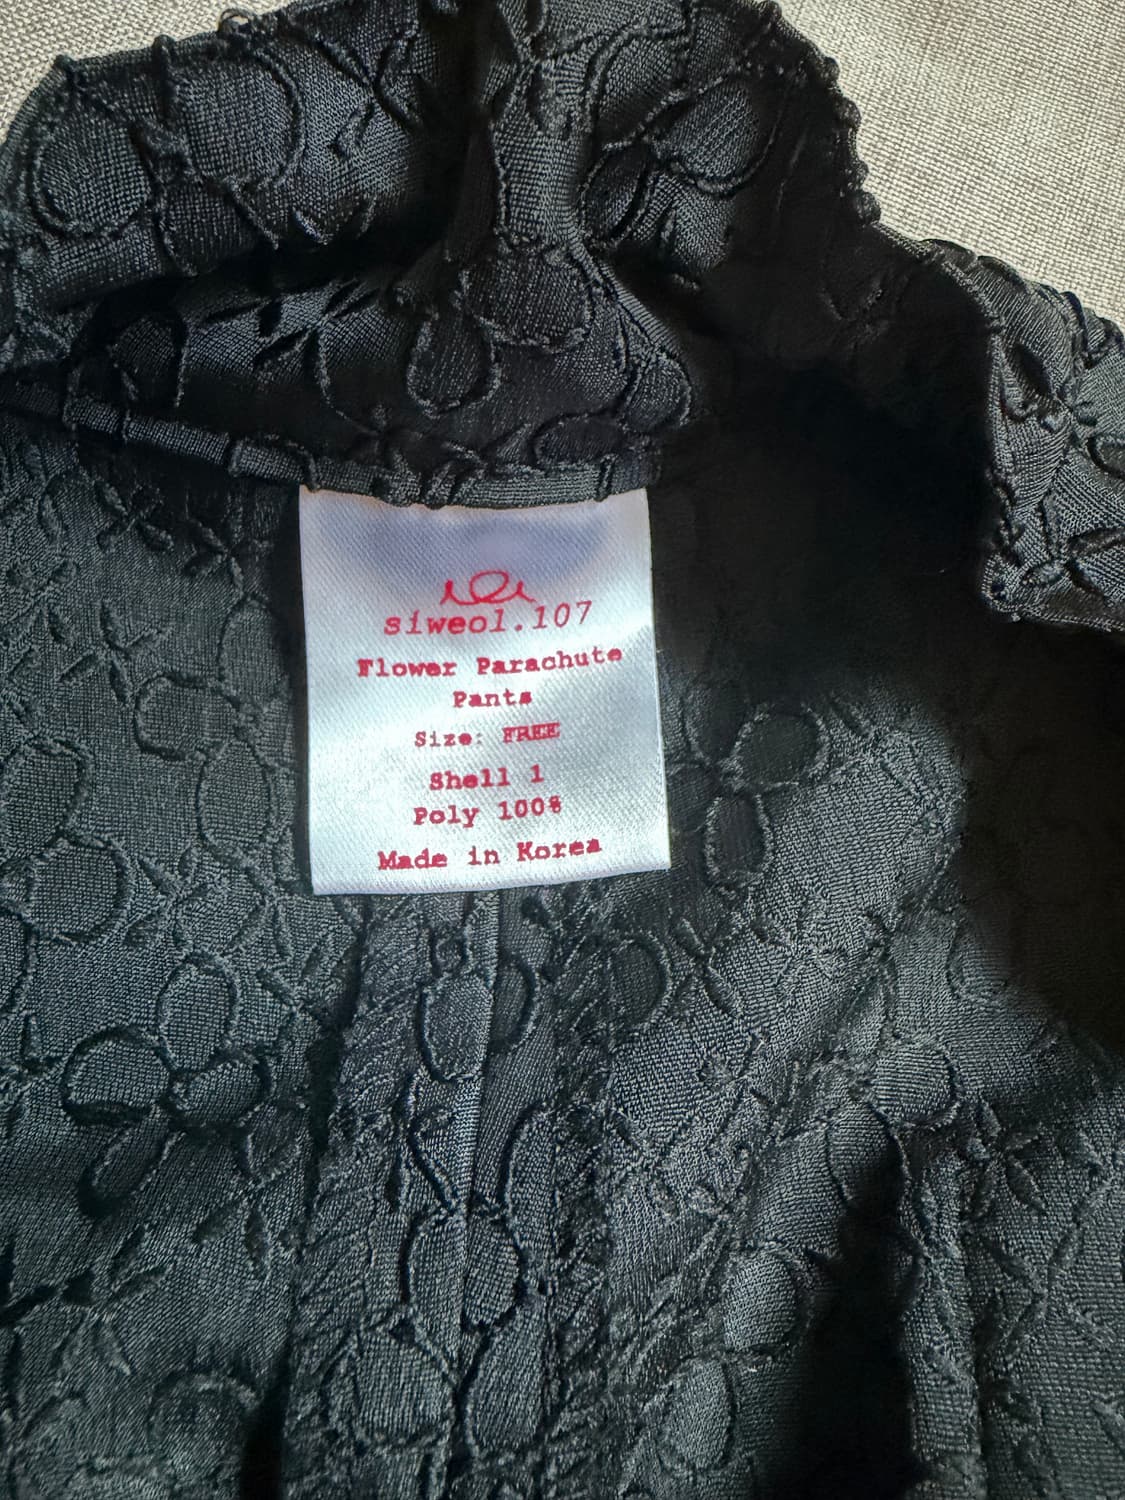 siweol.107
Flower Parachute
Pants
Size: FREE
Shell 1
Poly 100%
Made in Korea